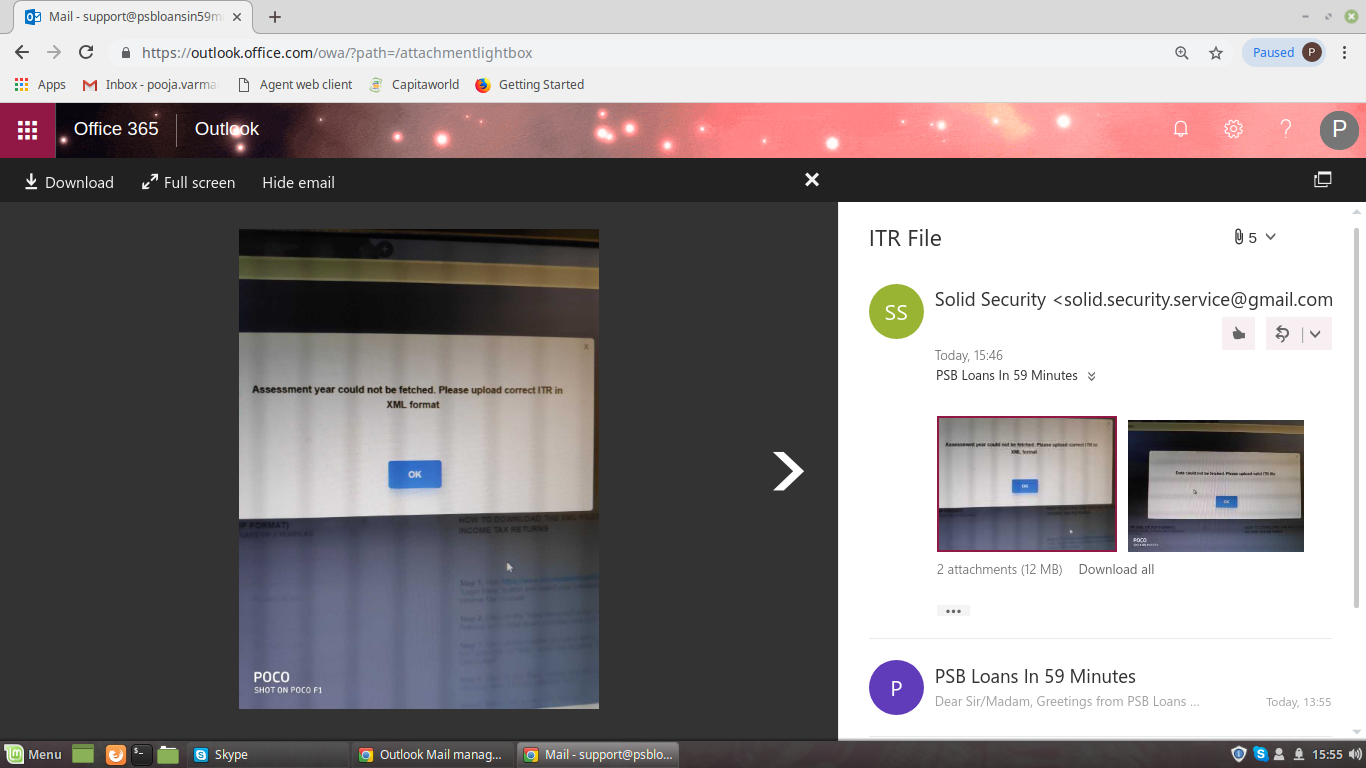 Mail - support@psbloansin59m
https://outlook.office.com/owa/?path=/attachmentlightbox
Paused
P
Apps
Inbox - pooja.varma
Agent web client
Capitaworld
Getting Started
Office 365
Outlook
P
Download
Full screen
Hide email
ITR File
5
SS
Solid Security <solid.security.service@gmail.com
Today, 15:46
PSB Loans In 59 Minutes
X
Assessment year could not be fetched. Please upload correct ITR in
XML format
OK
HOW TO DOWNLOAD THE XML FILES
INCOME TAX RETURNS
POCO
SHOT ON POCO F1
Assessment year could not be fetched. Please upload correct ITR in
XML format
OK
Data could not be fetched. Please upload valid ITR file
OK
POCO
2 attachments (12 MB)
Download all
P
PSB Loans In 59 Minutes
Dear Sir/Madam, Greetings from PSB Loans ...
Today, 13:55
Menu
Skype
Outlook Mail manag...
Mail - support@psblo...
15:55